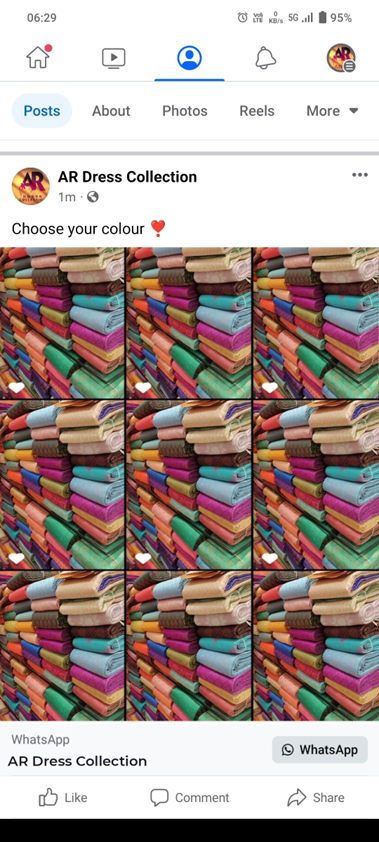 06:29
Vo))
LTE
0
KB/s
5G
95%
Posts
About
Photos
Reels
More
AR Dress Collection
1m ·
Choose your colour ❣️
WhatsApp
AR Dress Collection
WhatsApp
Like
Comment
Share